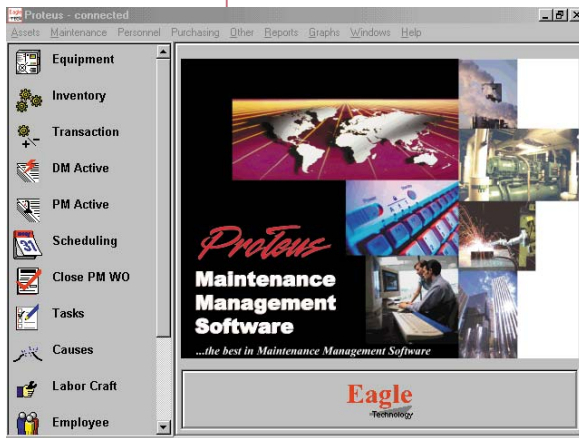 Proteus - connected
Assets Maintenance Personnel Purchasing Other Reports Graphs Windows Help
Equipment
Inventory
Transaction
DM Active
PM Active
31
Scheduling
Close PM WO
Tasks
Causes
Labor Craft
Employee
Proteus
Maintenance
Management
Software
...the best in Maintenance Management Software
Eagle
Technology